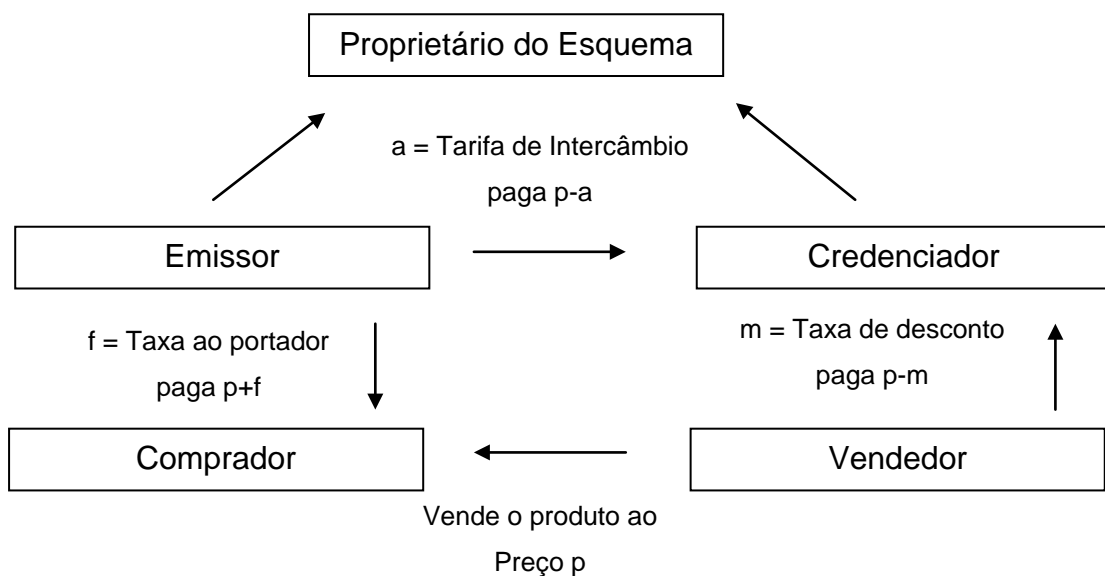 Proprietário do Esquema
a = Tarifa de Intercâmbio
paga p-a
Emissor
Credenciador
f = Taxa ao portador
paga p+f
m = Taxa de desconto
paga p-m
Comprador
Vendedor
Vende o produto ao
Preço p